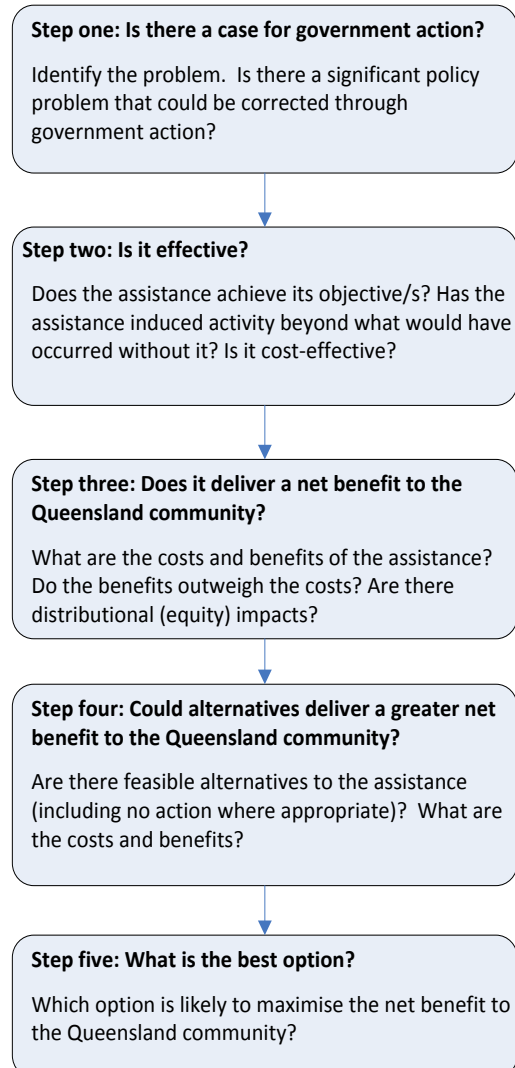 Step one: Is there a case for government action?
Identify the problem.  Is there a significant policy
problem that could be corrected through
government action?
Step two: Is it effective?
Does the assistance achieve its objective/s? Has the
assistance induced activity beyond what would have
occurred without it? Is it cost-effective?
Step three: Does it deliver a net benefit to the
Queensland community?
What are the costs and benefits of the assistance?
Do the benefits outweigh the costs? Are there
distributional (equity) impacts?
Step four: Could alternatives deliver a greater net
benefit to the Queensland community?
Are there feasible alternatives to the assistance
(including no action where appropriate)?  What are
the costs and benefits?
Step five: What is the best option?
Which option is likely to maximise the net benefit to
the Queensland community?